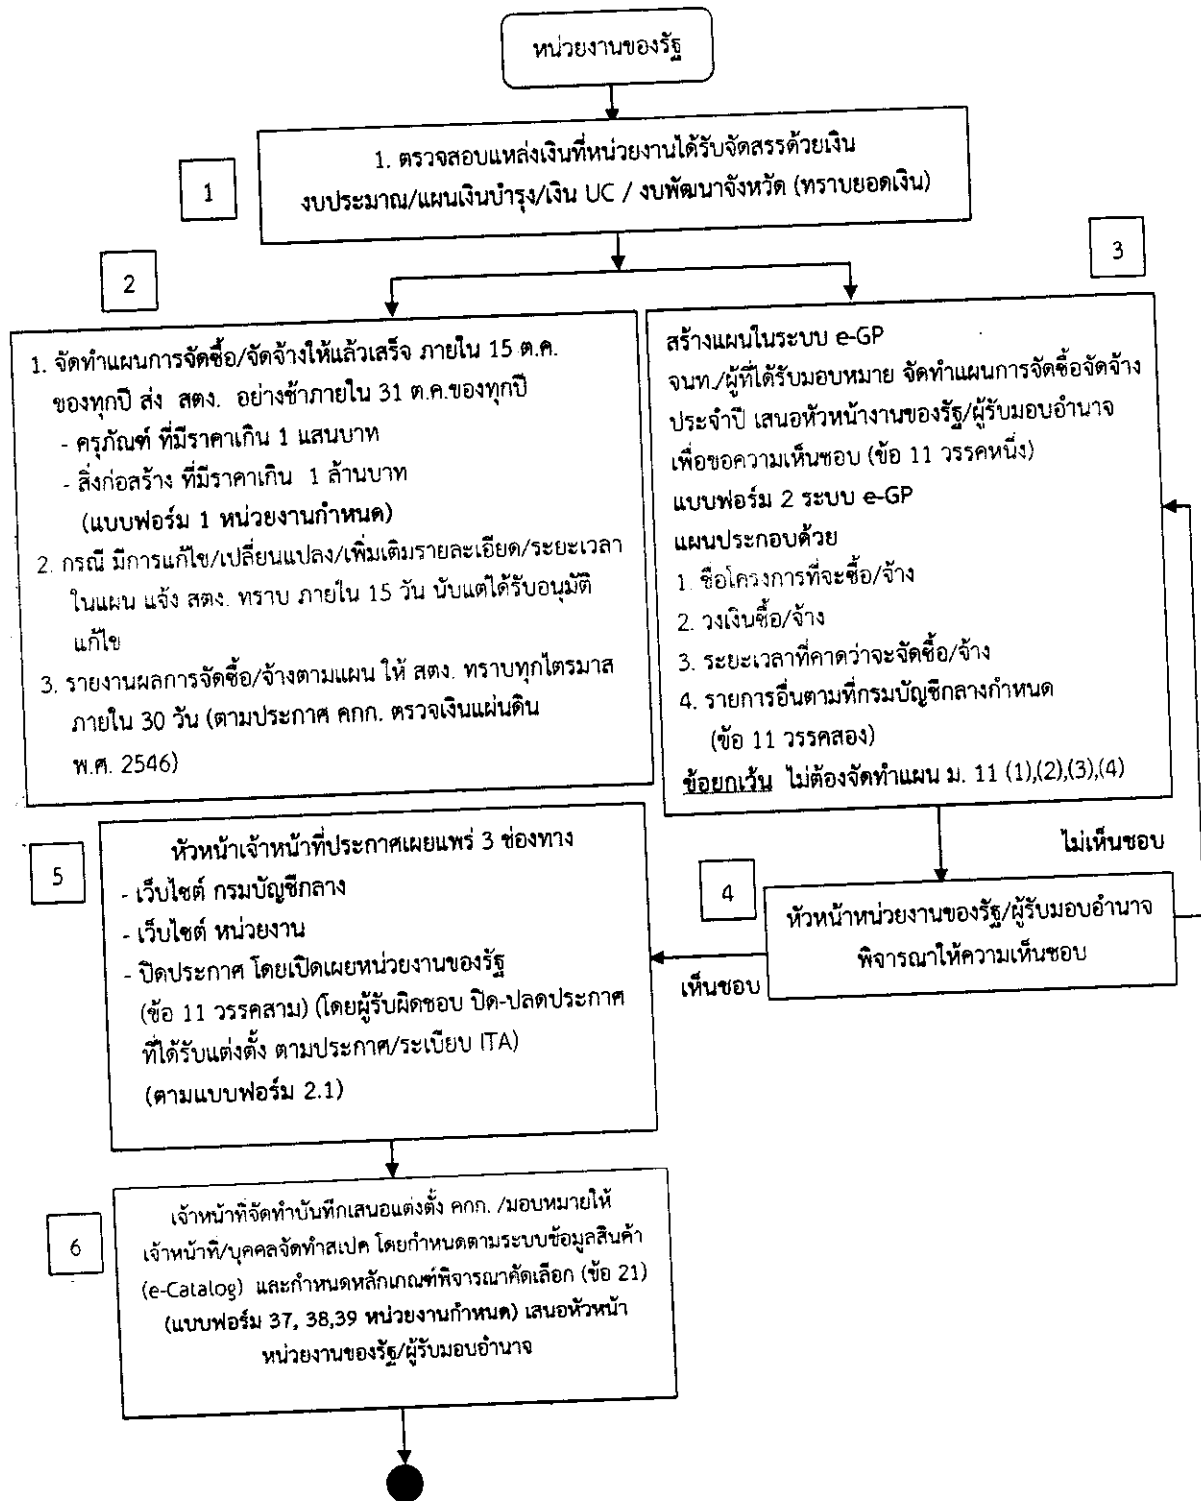 หน่วยงานของรัฐ
1
1. ตรวจสอบแหล่งเงินที่หน่วยงานได้รับจัดสรรด้วยเงิน
งบประมาณ/แผนเงินบำรุง/เงิน UC / งบพัฒนาจังหวัด (ทราบยอดเงิน)
2
1. จัดทำแผนการจัดซื้อ/จัดจ้างให้แล้วเสร็จ ภายใน 15 ต.ค.
ของทุกปี ส่ง สตง. อย่างช้าภายใน 31 ต.ค.ของทุกปี
- ครุภัณฑ์ ที่มีราคาเกิน 1 แสนบาท
- สิ่งก่อสร้าง ที่มีราคาเกิน 1 ล้านบาท
(แบบฟอร์ม 1 หน่วยงานกำหนด)
2. กรณี มีการแก้ไข/เปลี่ยนแปลง/เพิ่มเติมรายละเอียด/ระยะเวลา
ในแผน แจ้ง สตง. ทราบ ภายใน 15 วัน นับแต่ได้รับอนุมัติ
แก้ไข
3. รายงานผลการจัดซื้อ/จ้างตามแผน ให้ สตง. ทราบทุกไตรมาส
ภายใน 30 วัน (ตามประกาศ คกก. ตรวจเงินแผ่นดิน
พ.ศ. 2546)
3
สร้างแผนในระบบ e-GP
จนท./ผู้ที่ได้รับมอบหมาย จัดทำแผนการจัดซื้อจัดจ้าง
ประจำปี เสนอหัวหน้างานของรัฐ/ผู้รับมอบอำนาจ
เพื่อขอความเห็นชอบ (ข้อ 11 วรรคหนึ่ง)
แบบฟอร์ม 2 ระบบ e-GP
แผนประกอบด้วย
1. ชื่อโครงการที่จะซื้อ/จ้าง
2. วงเงินซื้อ/จ้าง
3. ระยะเวลาที่คาดว่าจะจัดซื้อ/จ้าง
4. รายการอื่นตามที่กรมบัญชีกลางกำหนด
(ข้อ 11 วรรคสอง)
ข้อยกเว้น ไม่ต้องจัดทำแผน ม. 11 (1),(2),(3),(4)
ไม่เห็นชอบ
4
หัวหน้าหน่วยงานของรัฐ/ผู้รับมอบอำนาจ
พิจารณาให้ความเห็นชอบ
เห็นชอบ
5
หัวหน้าเจ้าหน้าที่ประกาศเผยแพร่ 3 ช่องทาง
- เว็บไซต์ กรมบัญชีกลาง
- เว็บไซต์ หน่วยงาน
- ปิดประกาศ โดยเปิดเผยหน่วยงานของรัฐ
(ข้อ 11 วรรคสาม) (โดยผู้รับผิดชอบ ปิด-ปลดประกาศ
ที่ได้รับแต่งตั้ง ตามประกาศ/ระเบียบ ITA)
(ตามแบบฟอร์ม 2.1)
6
เจ้าหน้าที่จัดทำบันทึกเสนอแต่งตั้ง คกก. /มอบหมายให้
เจ้าหน้าที่/บุคคลจัดทำสเปค โดยกำหนดตามระบบข้อมูลสินค้า
(e-Catalog) และกำหนดหลักเกณฑ์พิจารณาคัดเลือก (ข้อ 21)
(แบบฟอร์ม 37, 38,39 หน่วยงานกำหนด) เสนอหัวหน้า
หน่วยงานของรัฐ/ผู้รับมอบอำนาจ